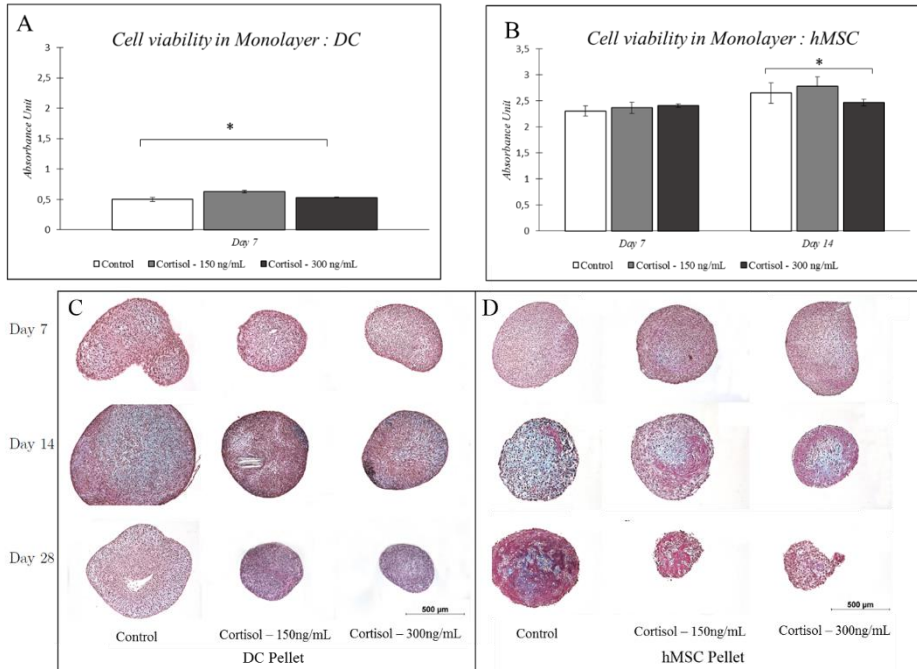 A
Cell viability in Monolayer : DC
3
2,5
2
1,5
1
0,5
0
Absorbance Unit
*
Day 7
Control
Cortisol - 150 ng/mL
Cortisol - 300 ng/mL
B
Cell viability in Monolayer : hMSC
3,5
3
2,5
2
1,5
1
0,5
0
Absorbance Unit
*
Day 7
Day 14
Control
Cortisol - 150 ng/mL
Cortisol - 300 ng/mL
C
Day 7
Day 14
Day 28
500 µm
Control
Cortisol – 150ng/mL
Cortisol – 300ng/mL
DC Pellet
D
500 µm
Control
Cortisol – 150ng/mL
Cortisol – 300ng/mL
hMSC Pellet